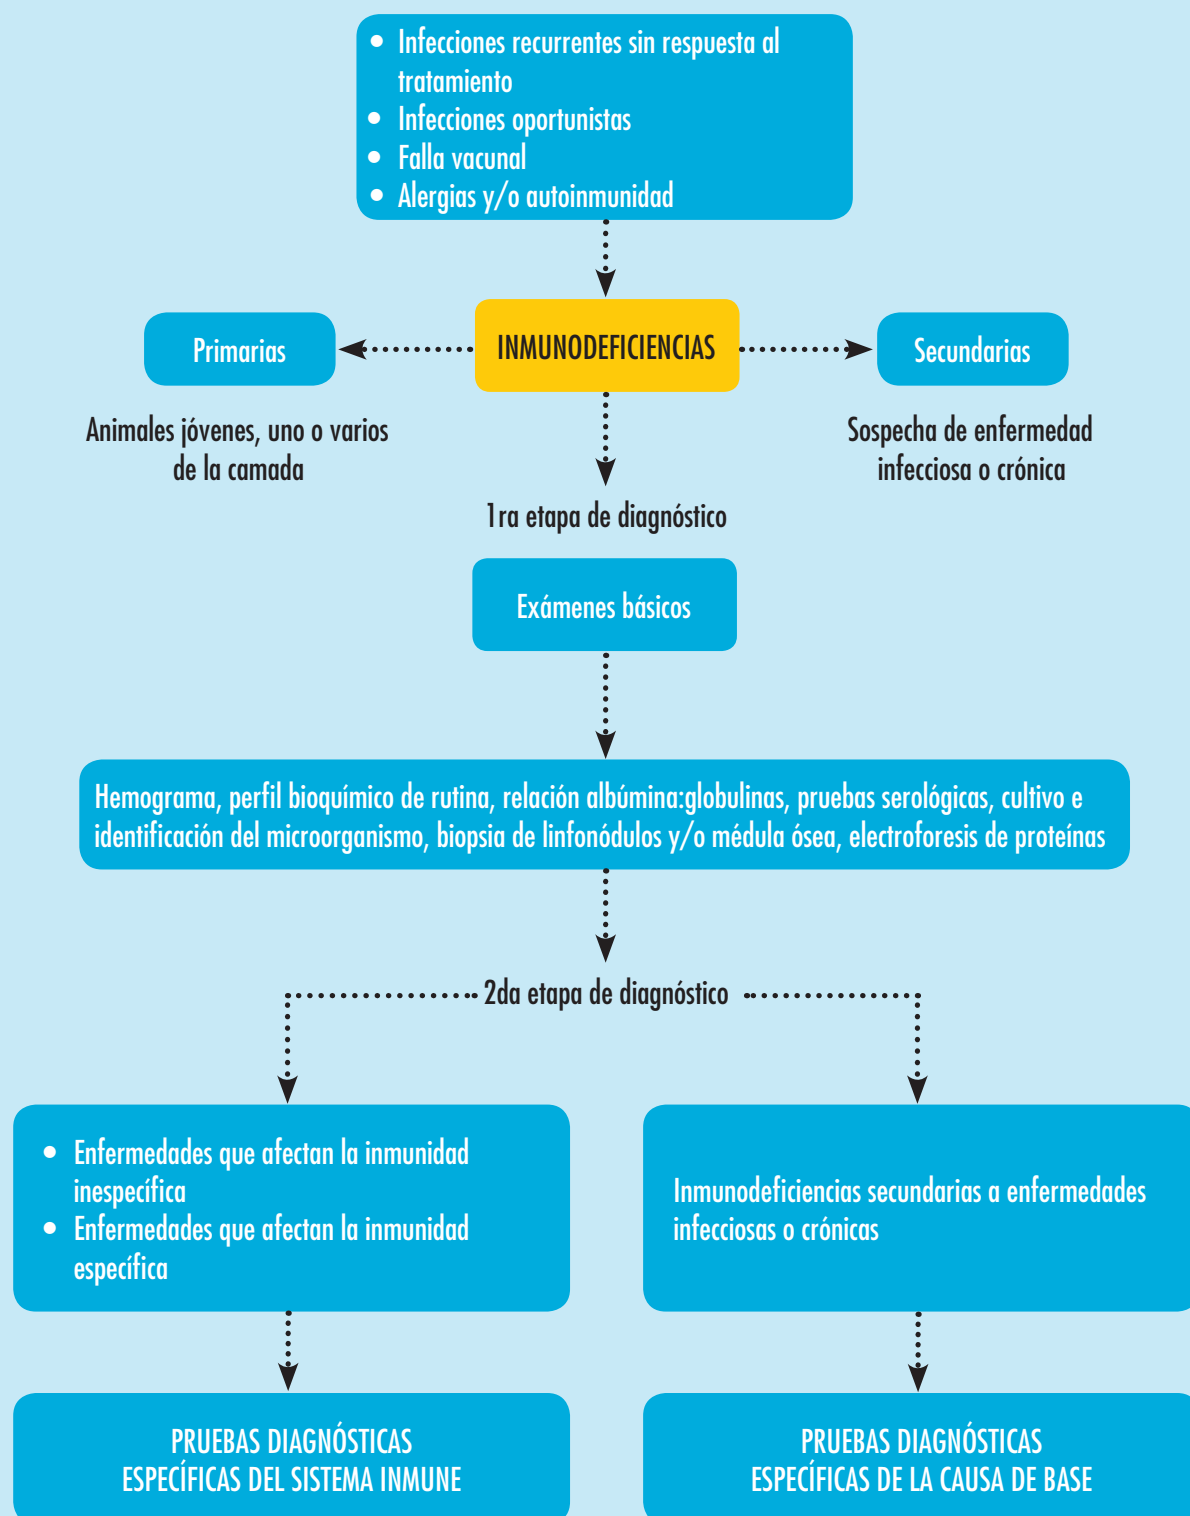 • Infecciones recurrentes sin respuesta al
tratamiento
• Infecciones oportunistas
• Falla vacunal
• Alergias y/o autoinmunidad
Primarias
INMUNODEFICIENCIAS
Secundarias
Animales jóvenes, uno o varios
de la camada
Sospecha de enfermedad
infecciosa o crónica
1ra etapa de diagnóstico
Exámenes básicos
Hemograma, perfil bioquímico de rutina, relación albúmina:globulinas, pruebas serológicas, cultivo e
identificación del microorganismo, biopsia de linfonódulos y/o médula ósea, electroforesis de proteínas
2da etapa de diagnóstico
• Enfermedades que afectan la inmunidad
inespecífica
• Enfermedades que afectan la inmunidad
específica
Inmunodeficiencias secundarias a enfermedades
infecciosas o crónicas
PRUEBAS DIAGNÓSTICAS
ESPECÍFICAS DEL SISTEMA INMUNE
PRUEBAS DIAGNÓSTICAS
ESPECÍFICAS DE LA CAUSA DE BASE